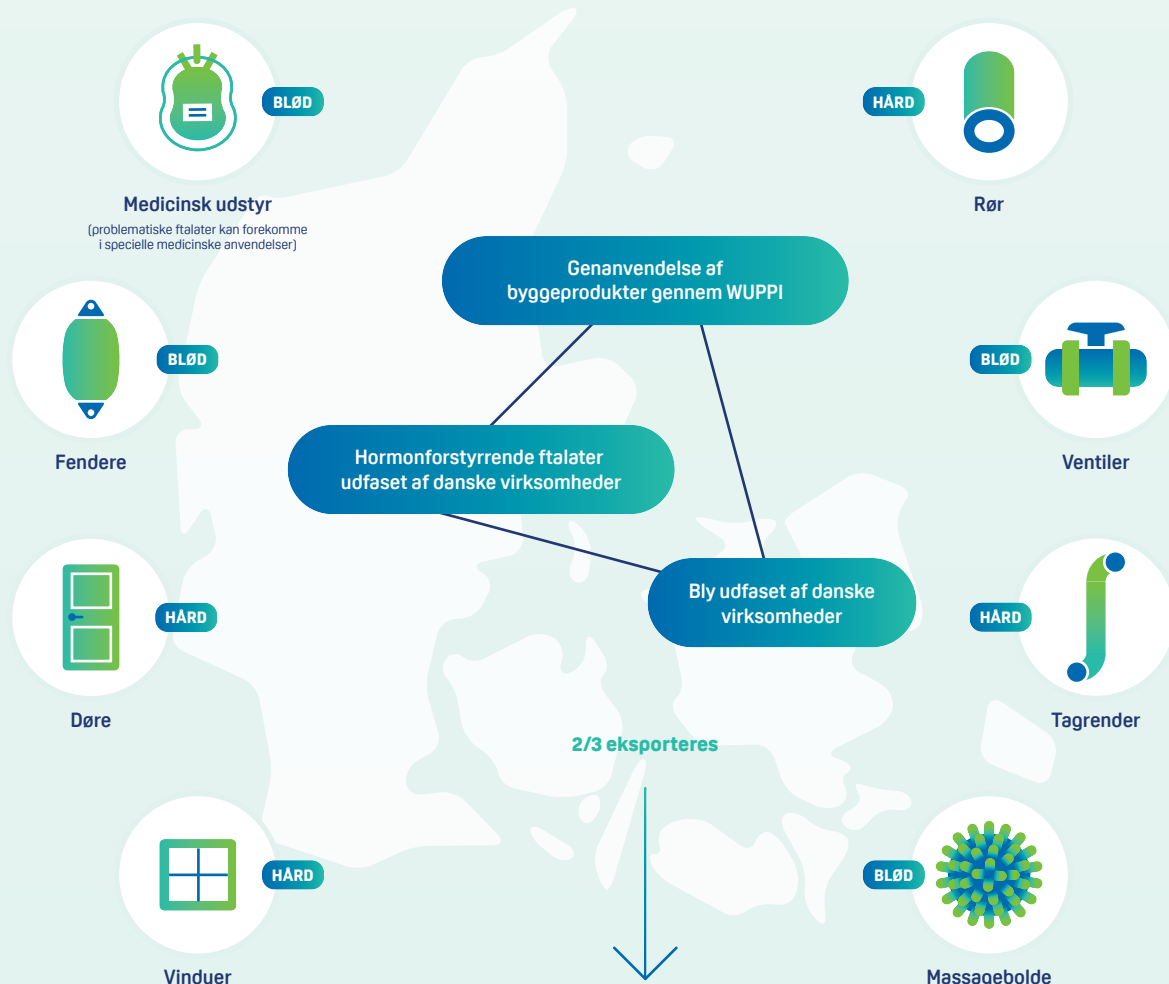 BLØD
Medicinsk udstyr
(problematiske ftalater kan forekomme
i specielle medicinske anvendelser)
HÅRD
Rør
Genanvendelse af
byggeprodukter gennem WUPPI
BLØD
Fendere
BLØD
Ventiler
Hormonforstyrrende ftalater
udfaset af danske virksomheder
Bly udfaset af danske
virksomheder
HÅRD
Døre
HÅRD
Tagrender
2/3 eksporteres
HÅRD
Vinduer
BLØD
Massagebolde